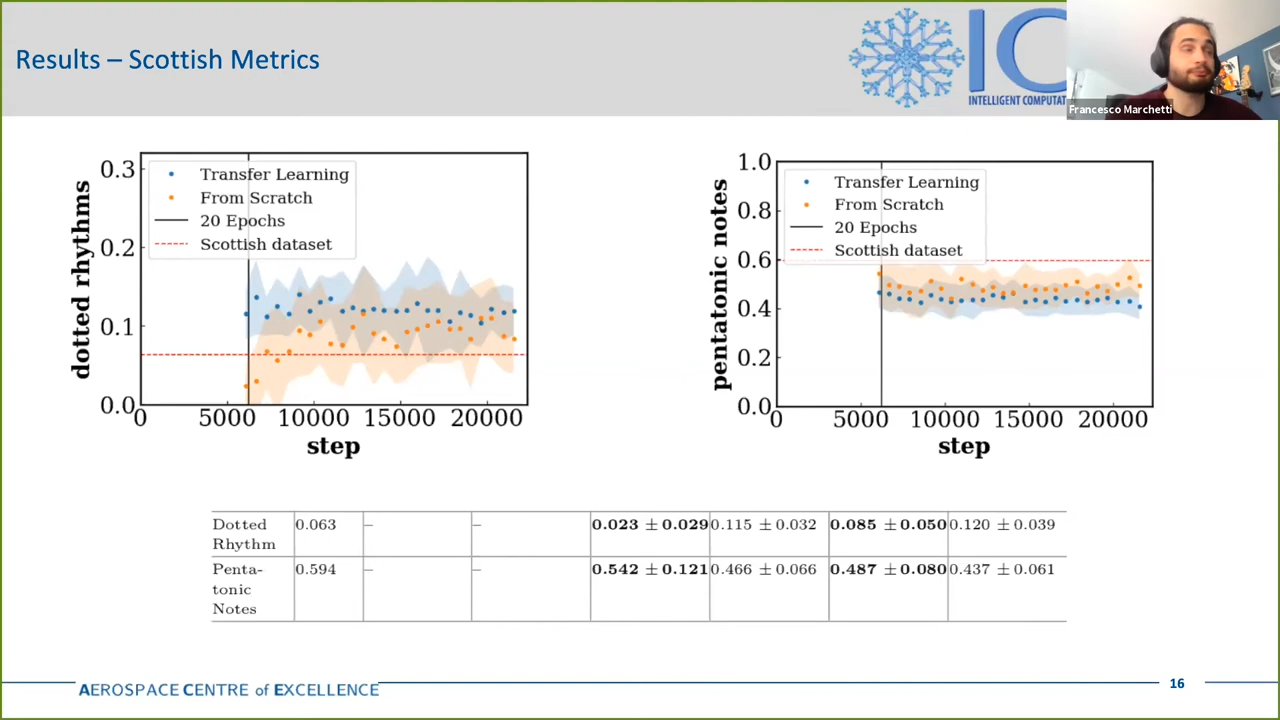 Results – Scottish Metrics
INTELLIGENT COMPUTAT
Francesco Marchetti
dotted rhythms
0.3
0.2
0.1
0.0
Transfer Learning
From Scratch
20 Epochs
Scottish dataset
0 5000 10000 15000 20000
step
pentatonic notes
1.0
0.8
0.6
0.4
0.2
0.0
Transfer Learning
From Scratch
20 Epochs
Scottish dataset
0 5000 10000 15000 20000
step
Dotted 0.063 – – 0.023 ± 0.029 0.115 ± 0.032 0.085 ± 0.050 0.120 ± 0.039
Rhythm
Penta- 0.594 – – 0.542 ± 0.121 0.466 ± 0.066 0.487 ± 0.080 0.437 ± 0.061
tonic
Notes
AEROSPACE CENTRE of EXCELLENCE
16